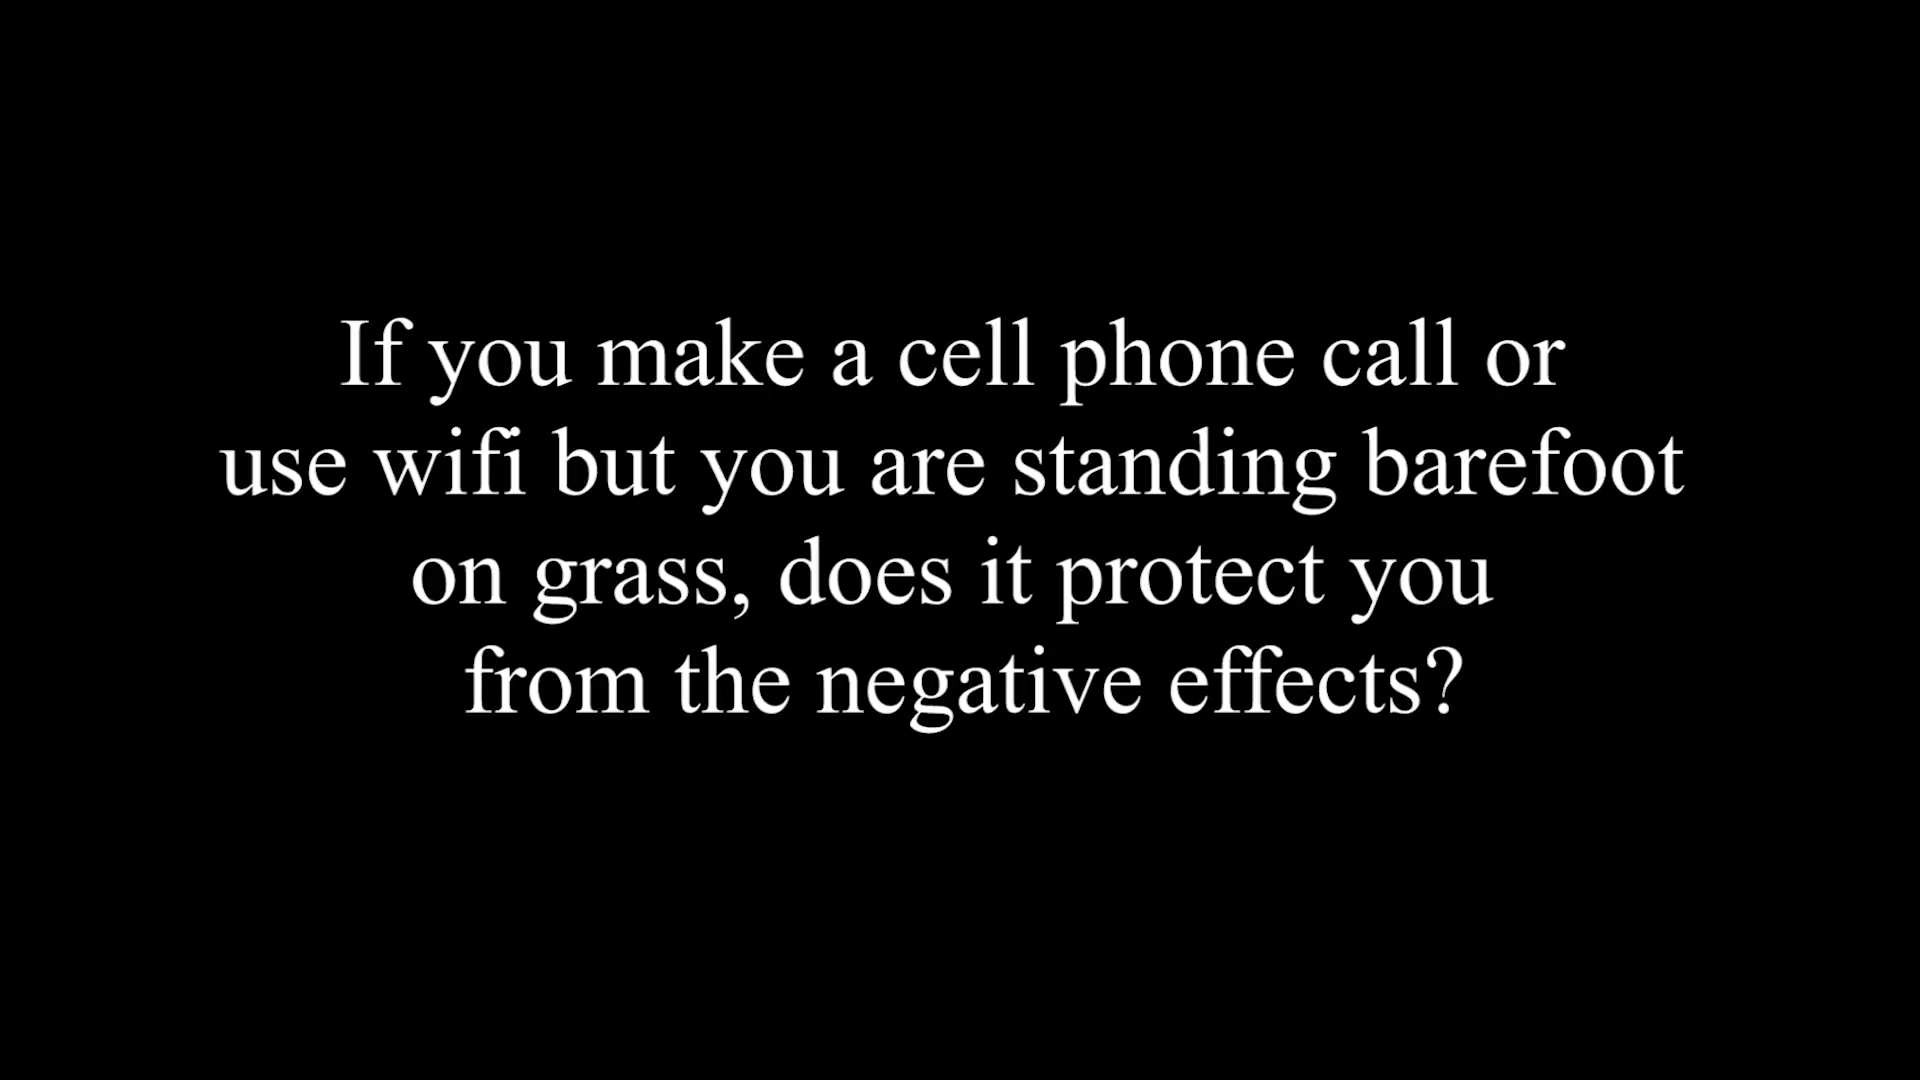 If you make a cell phone call or
use wifi but you are standing barefoot
on grass, does it protect you
from the negative effects?